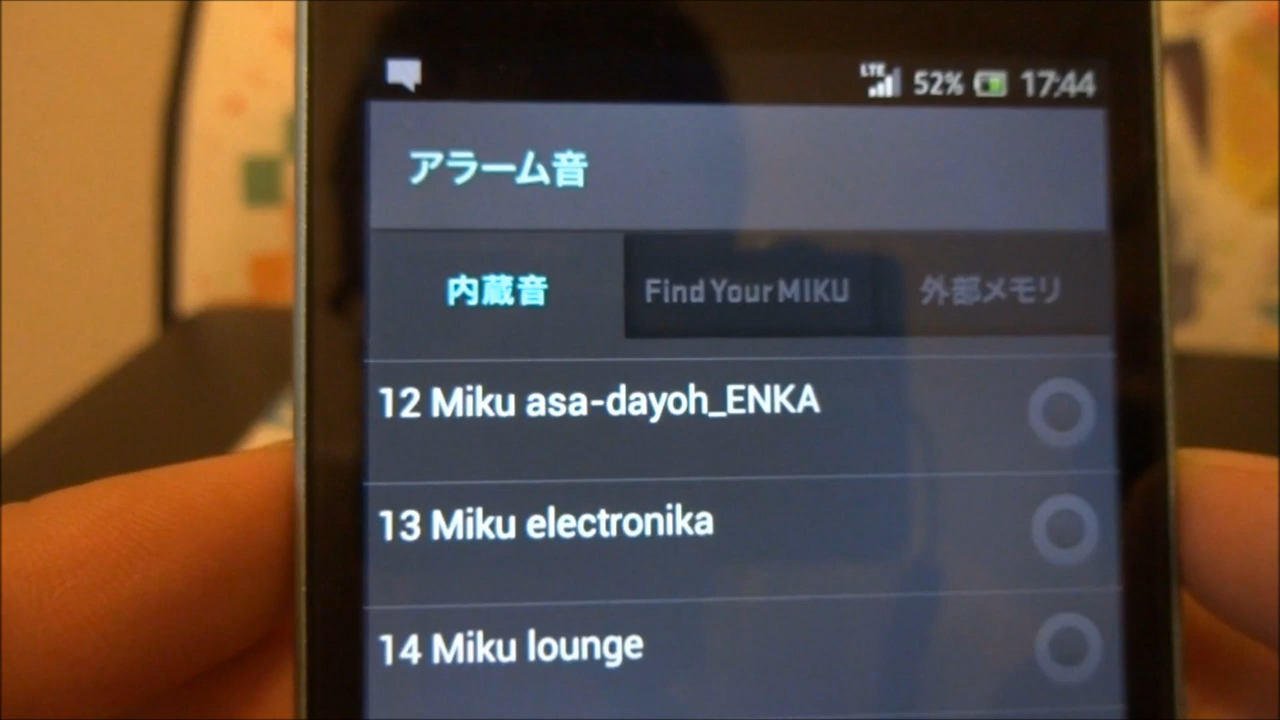 LTE 52% 17:44
アラーム音
内蔵音 Find Your MIKU 外部メモリ
12 Miku asa-dayoh_ENKA
13 Miku electronika
14 Miku lounge